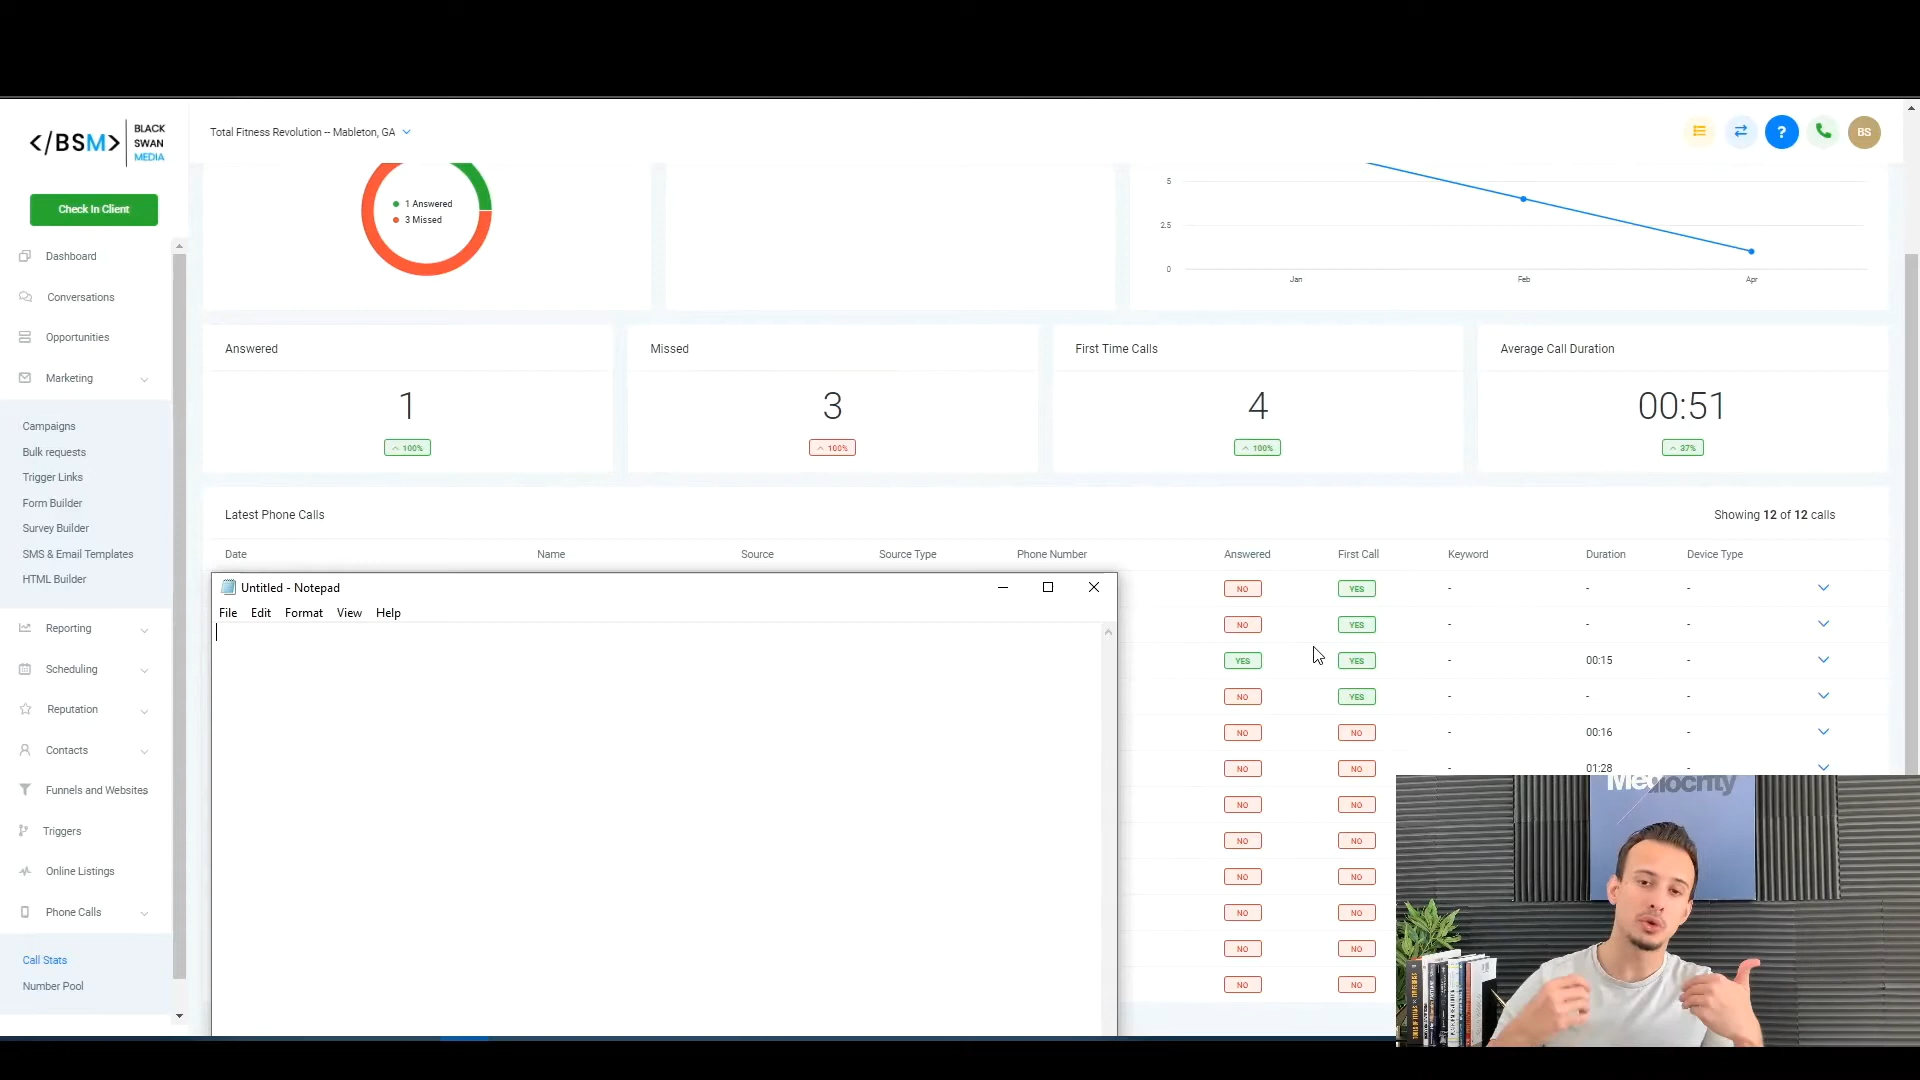 </BSM> BLACK SWAN MEDIA
Total Fitness Revolution -- Mableton, GA
?
BS
Check In Client
Dashboard
Conversations
Opportunities
Marketing
Campaigns
Bulk requests
Trigger Links
Form Builder
Survey Builder
SMS & Email Templates
HTML Builder
Reporting
Scheduling
Reputation
Contacts
Funnels and Websites
Triggers
Online Listings
Phone Calls
Call Stats
Number Pool
1 Answered
3 Missed
5
2.5
0
Jan Feb Apr
Answered Missed First Time Calls Average Call Duration
1 3 4 00:51
100% 100% 100% 37%
Latest Phone Calls Showing 12 of 12 calls
Date Name Source Source Type Phone Number Answered First Call Keyword Duration Device Type
Untitled - Notepad
File Edit Format View Help
NO YES - - -
NO YES - - -
YES YES - 00:15 -
NO YES - - -
NO NO - 00:16 -
NO NO - 01:28 -
NO NO
NO NO
NO NO
NO NO
NO NO
NO NO
Mediocrity